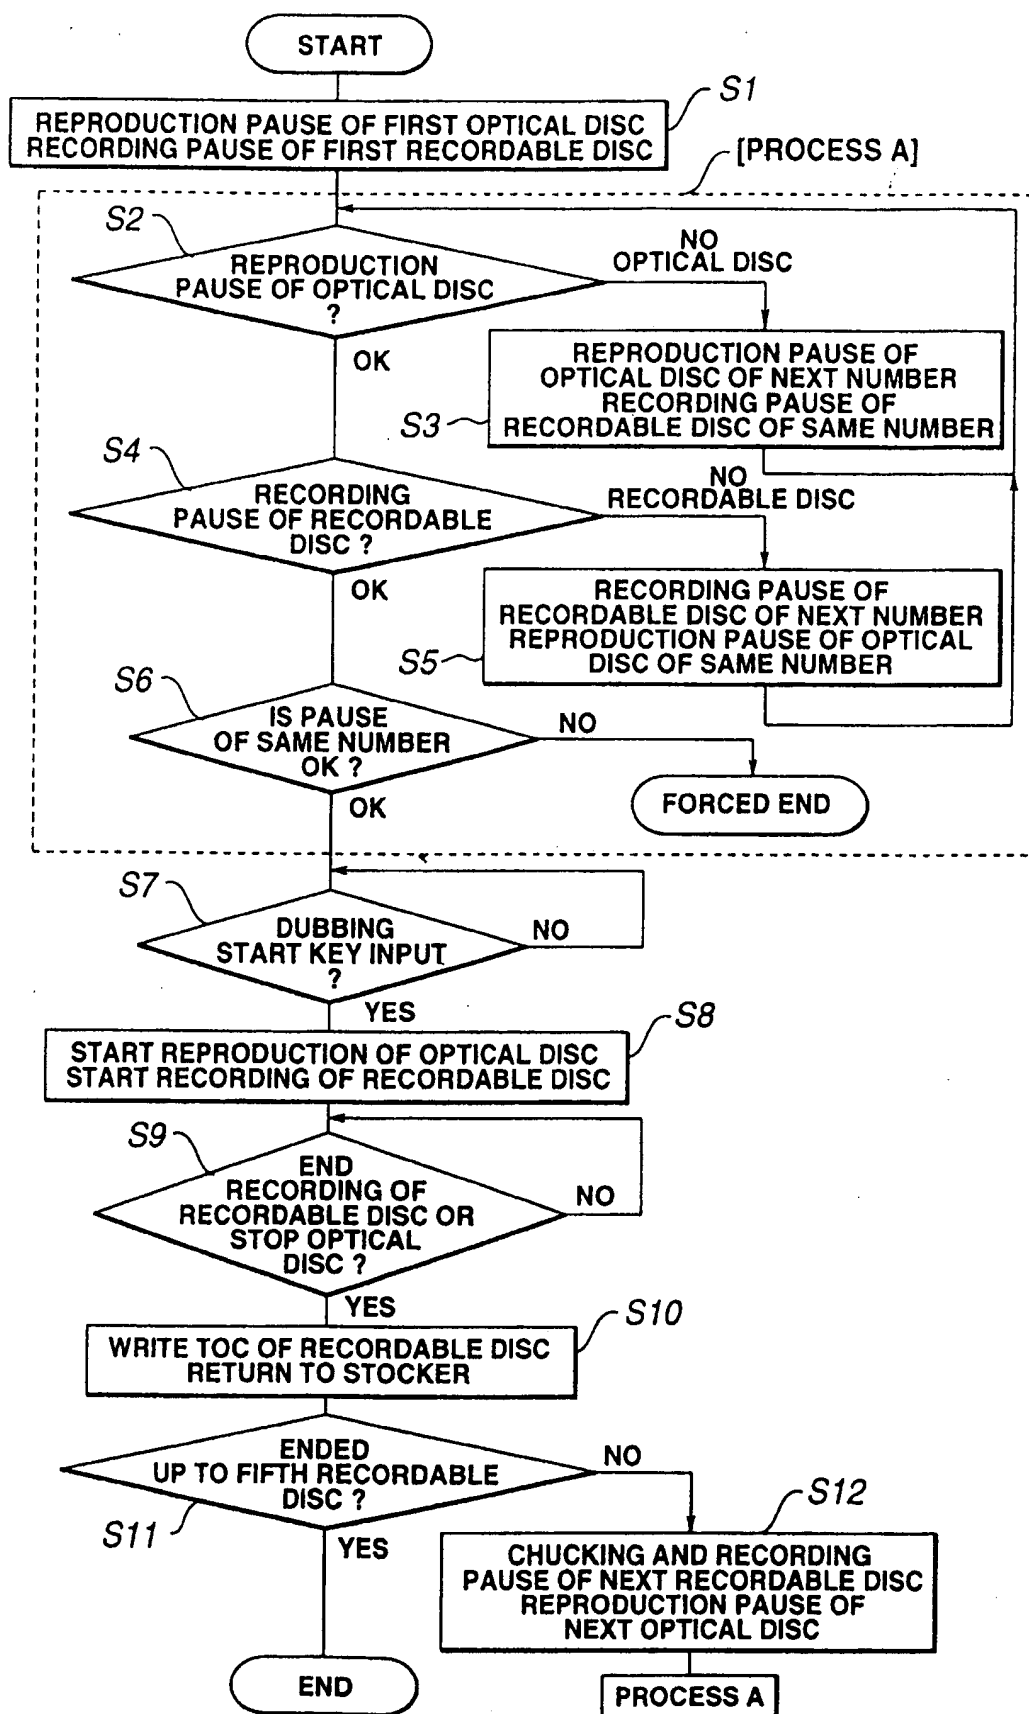 START
S1
REPRODUCTION PAUSE OF FIRST OPTICAL DISC
RECORDING PAUSE OF FIRST RECORDABLE DISC
[PROCESS A]
S2
REPRODUCTION
PAUSE OF OPTICAL DISC
?
NO
OPTICAL DISC
OK
REPRODUCTION PAUSE OF
OPTICAL DISC OF NEXT NUMBER
RECORDING PAUSE OF
RECORDABLE DISC OF SAME NUMBER
S3
S4
RECORDING
PAUSE OF RECORDABLE
DISC ?
NO
RECORDABLE DISC
OK
RECORDING PAUSE OF
RECORDABLE DISC OF NEXT NUMBER
REPRODUCTION PAUSE OF OPTICAL
DISC OF SAME NUMBER
S5
S6
IS PAUSE
OF SAME NUMBER
OK ?
NO
OK
FORCED END
S7
DUBBING
START KEY INPUT
?
NO
YES
S8
START REPRODUCTION OF OPTICAL DISC
START RECORDING OF RECORDABLE DISC
S9
END
RECORDING OF
RECORDABLE DISC OR
STOP OPTICAL
DISC ?
NO
YES
S10
WRITE TOC OF RECORDABLE DISC
RETURN TO STOCKER
ENDED
UP TO FIFTH RECORDABLE
DISC ?
NO
S11
YES
S12
CHUCKING AND RECORDING
PAUSE OF NEXT RECORDABLE DISC
REPRODUCTION PAUSE OF
NEXT OPTICAL DISC
END
PROCESS A